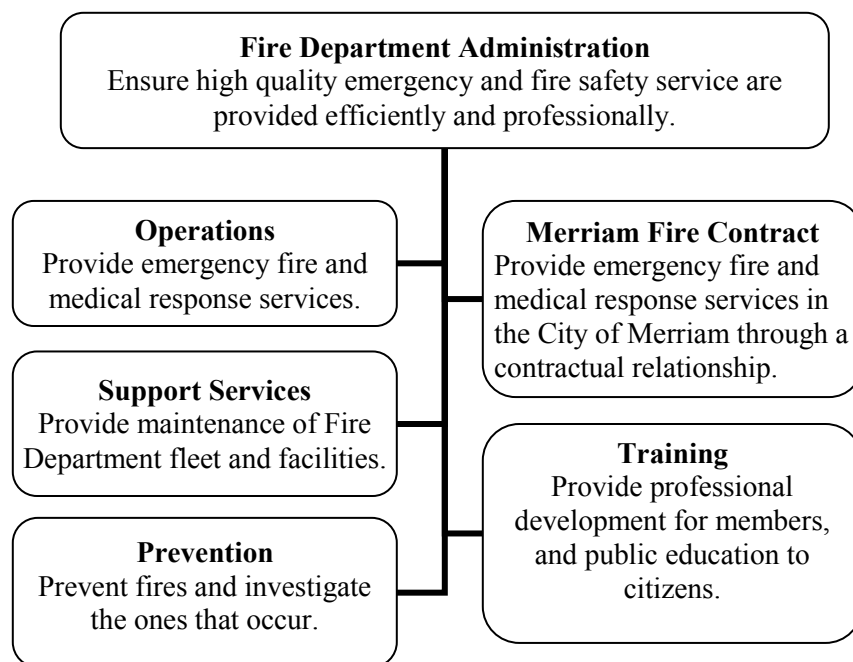 Fire Department Administration
Ensure high quality emergency and fire safety service are
provided efficiently and professionally.
Operations
Provide emergency fire and
medical response services.
Merriam Fire Contract
Provide emergency fire and
medical response services in
the City of Merriam through a
contractual relationship.
Support Services
Provide maintenance of Fire
Department fleet and facilities.
Training
Provide professional
development for members,
and public education to
citizens.
Prevention
Prevent fires and investigate
the ones that occur.